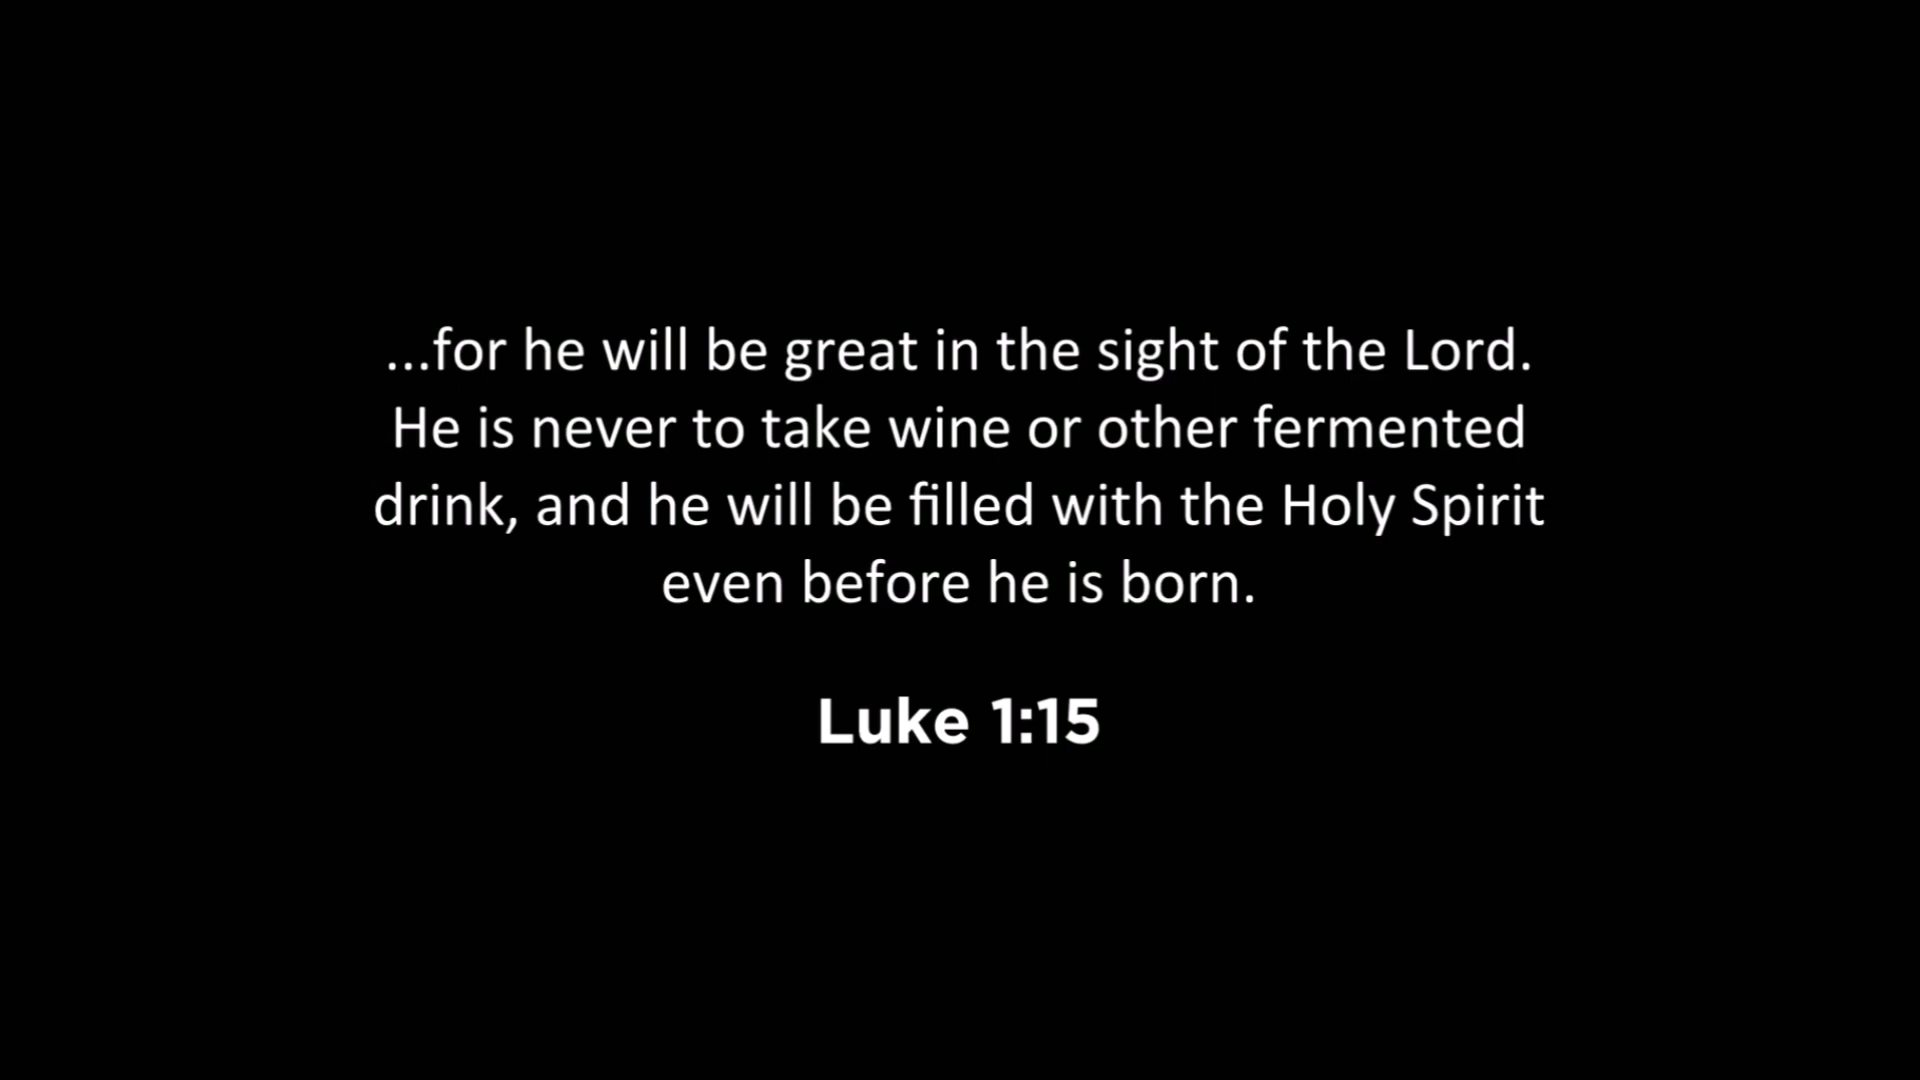 ...for he will be great in the sight of the Lord.
He is never to take wine or other fermented
drink, and he will be filled with the Holy Spirit
even before he is born.
Luke 1:15